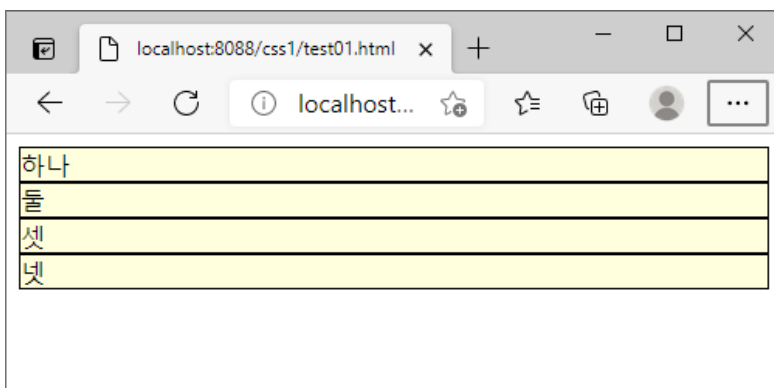 localhost:8088/css1/test01.html
localhost...
하나
둘
셋
넷